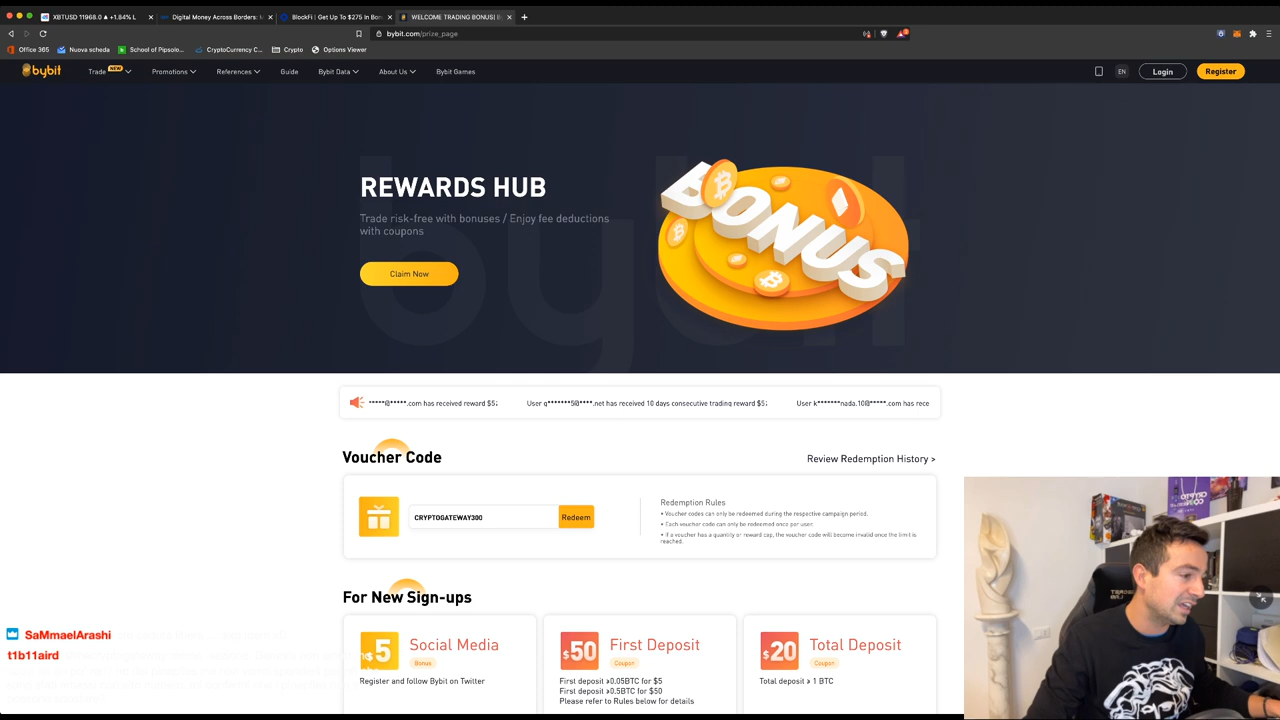 XBTUSD 11968.0 ▲ +1.84% L
Digital Money Across Borders:
BlockFi | Get Up To $275 in Bon
WELCOME TRADING BONUS| B
bybit.com/prize_page
Office 365
Nuova scheda
School of Pipsolo...
CryptoCurrency C...
Crypto
Options Viewer
bybit
Trade NEW
Promotions
References
Guide
Bybit Data
About Us
Bybit Games
EN
Login
Register
REWARDS HUB
Trade risk-free with bonuses / Enjoy fee deductions
with coupons
Claim Now
BONUS
*****@*****.com has received reward $5;
User q*******5@****.net has received 10 days consecutive trading reward $5;
User k*******nada.10@*****.com has rece
Voucher Code
Review Redemption History >
CRYPTOGATEWAY300
Redeem
Redemption Rules
• Voucher codes can only be redeemed during the respective campaign period.
• Each voucher code can only be redeemed once per user.
• If a voucher has a quantity or reward cap, the voucher code will become invalid once the limit is
reached.
For New Sign-ups
$5
Social Media
Bonus
Register and follow Bybit on Twitter
$50
First Deposit
Coupon
First deposit ≥0.05BTC for $5
First deposit ≥0.5BTC for $50
Please refer to Rules below for details
$20
Total Deposit
Coupon
Total deposit ≥ 1 BTC
SaMmaelArashi
t1b11aird